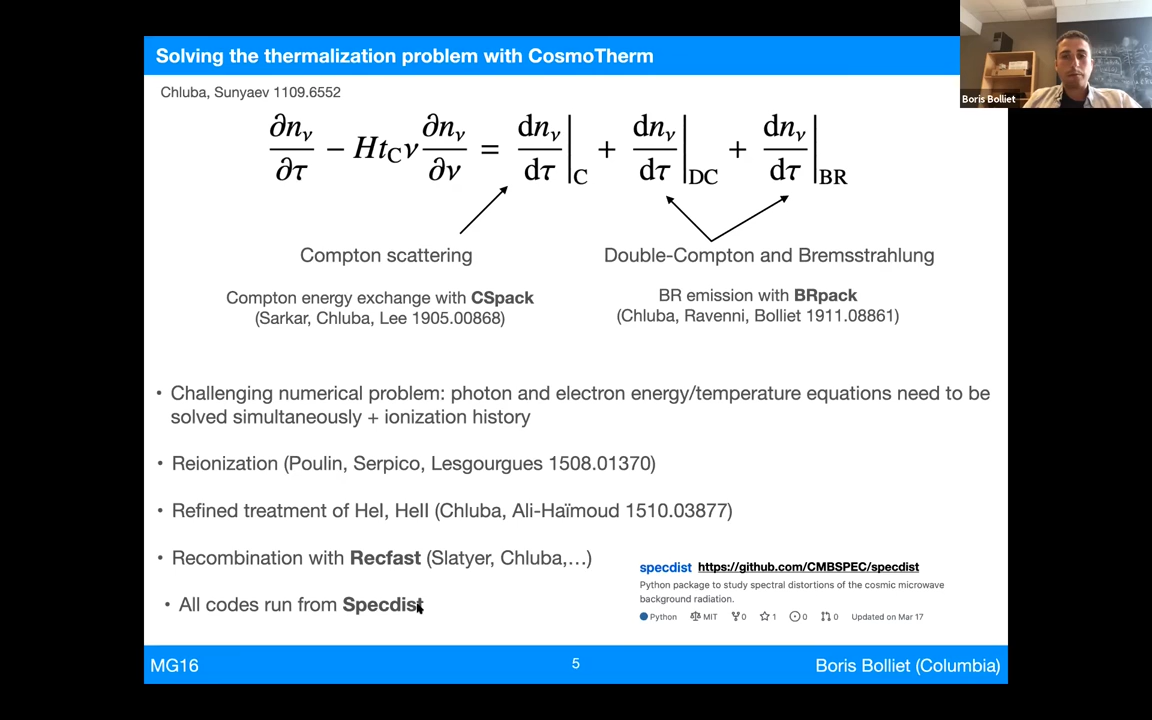 Solving the thermalization problem with CosmoTherm
Boris Bolliet
Chluba, Sunyaev 1109.6552
∂nν/∂τ − HtCν ∂nν/∂ν = dnν/dτ|C + dnν/dτ|DC + dnν/dτ|BR
Compton scattering
Double-Compton and Bremsstrahlung
Compton energy exchange with CSpack
(Sarkar, Chluba, Lee 1905.00868)
BR emission with BRpack
(Chluba, Ravenni, Bolliet 1911.08861)
• Challenging numerical problem: photon and electron energy/temperature equations need to be
solved simultaneously + ionization history
• Reionization (Poulin, Serpico, Lesgourgues 1508.01370)
• Refined treatment of HeI, HeII (Chluba, Ali-Haïmoud 1510.03877)
• Recombination with Recfast (Slatyer, Chluba,…)
• All codes run from Specdist
specdist https://github.com/CMBSPEC/specdist
Python package to study spectral distortions of the cosmic microwave
background radiation.
Python MIT 0 1 0 0 Updated on Mar 17
MG16
5
Boris Bolliet (Columbia)